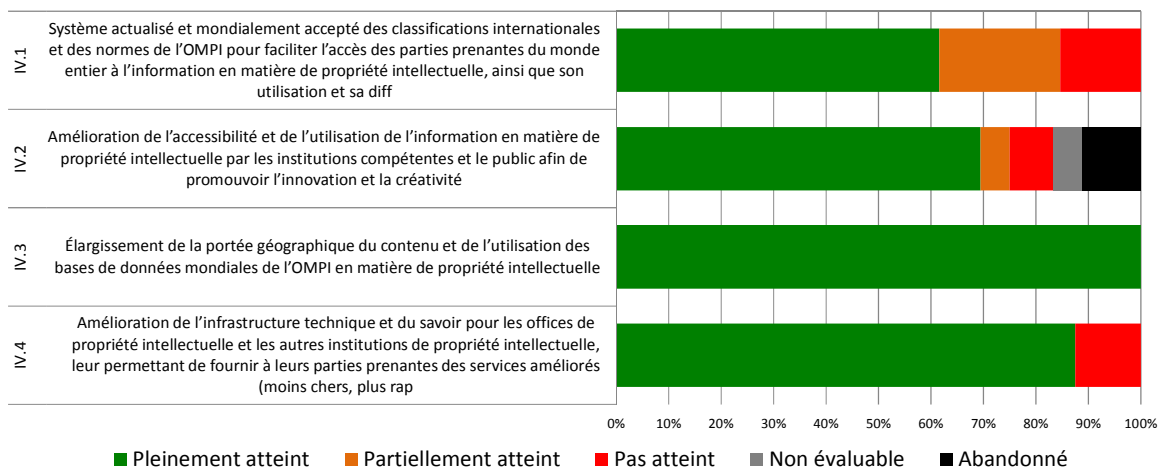 IV.1
Système actualisé et mondialement accepté des classifications internationales
et des normes de l’OMPI pour faciliter l’accès des parties prenantes du monde
entier à l’information en matière de propriété intellectuelle, ainsi que son
utilisation et sa diff
IV.2
Amélioration de l’accessibilité et de l’utilisation de l’information en matière de
propriété intellectuelle par les institutions compétentes et le public afin de
promouvoir l’innovation et la créativité
IV.3
Élargissement de la portée géographique du contenu et de l’utilisation des
bases de données mondiales de l’OMPI en matière de propriété intellectuelle
IV.4
Amélioration de l’infrastructure technique et du savoir pour les offices de
propriété intellectuelle et les autres institutions de propriété intellectuelle,
leur permettant de fournir à leurs parties prenantes des services améliorés
(moins chers, plus rap
0% 10% 20% 30% 40% 50% 60% 70% 80% 90% 100%
Pleinement atteint Partiellement atteint Pas atteint Non évaluable Abandonné